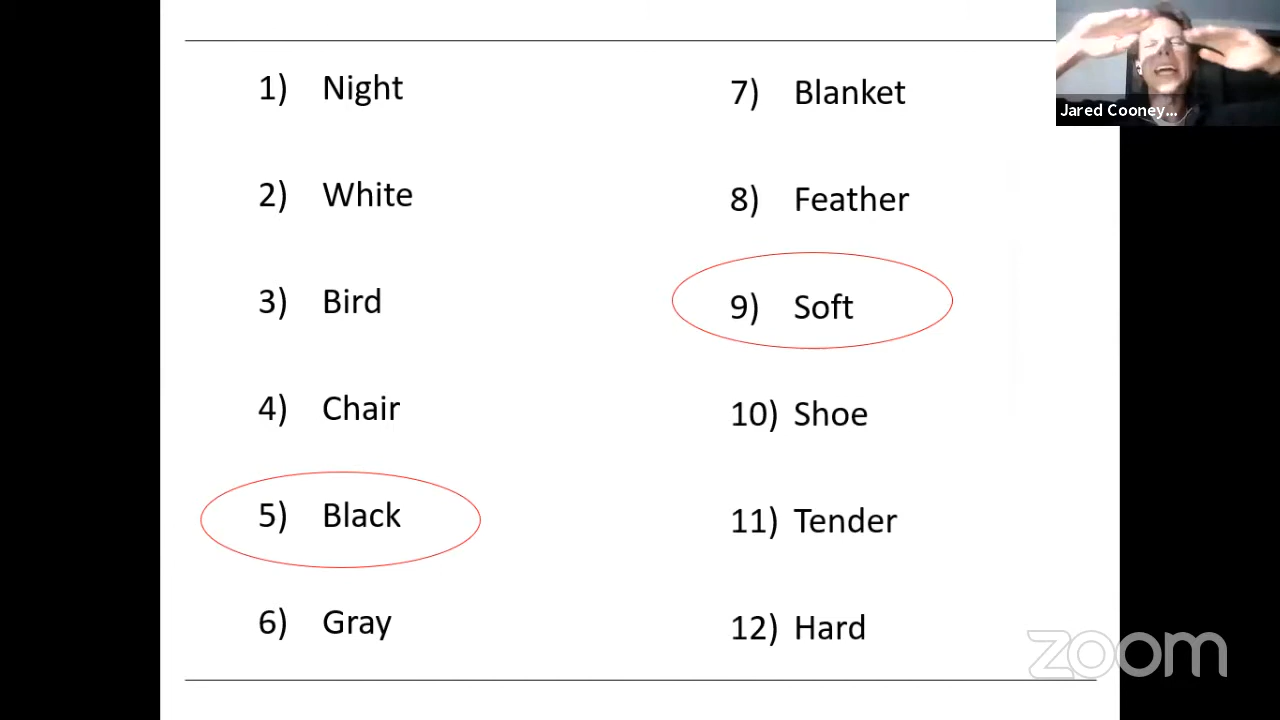 1) Night
2) White
3) Bird
4) Chair
5) Black
6) Gray
7) Blanket
8) Feather
9) Soft
10) Shoe
11) Tender
12) Hard
Jared Cooney...
zoom